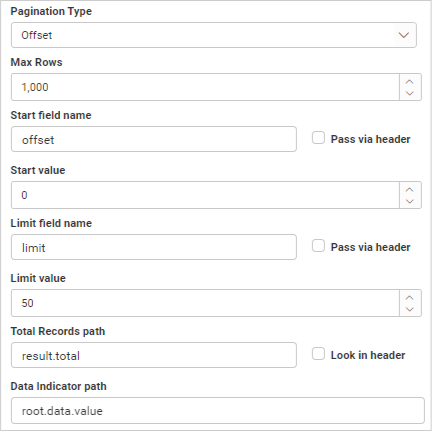 Pagination Type
Offset
Max Rows
1,000
Start field name
offset
Pass via header
Start value
0
Limit field name
limit
Pass via header
Limit value
50
Total Records path
result.total
Look in header
Data Indicator path
root.data.value